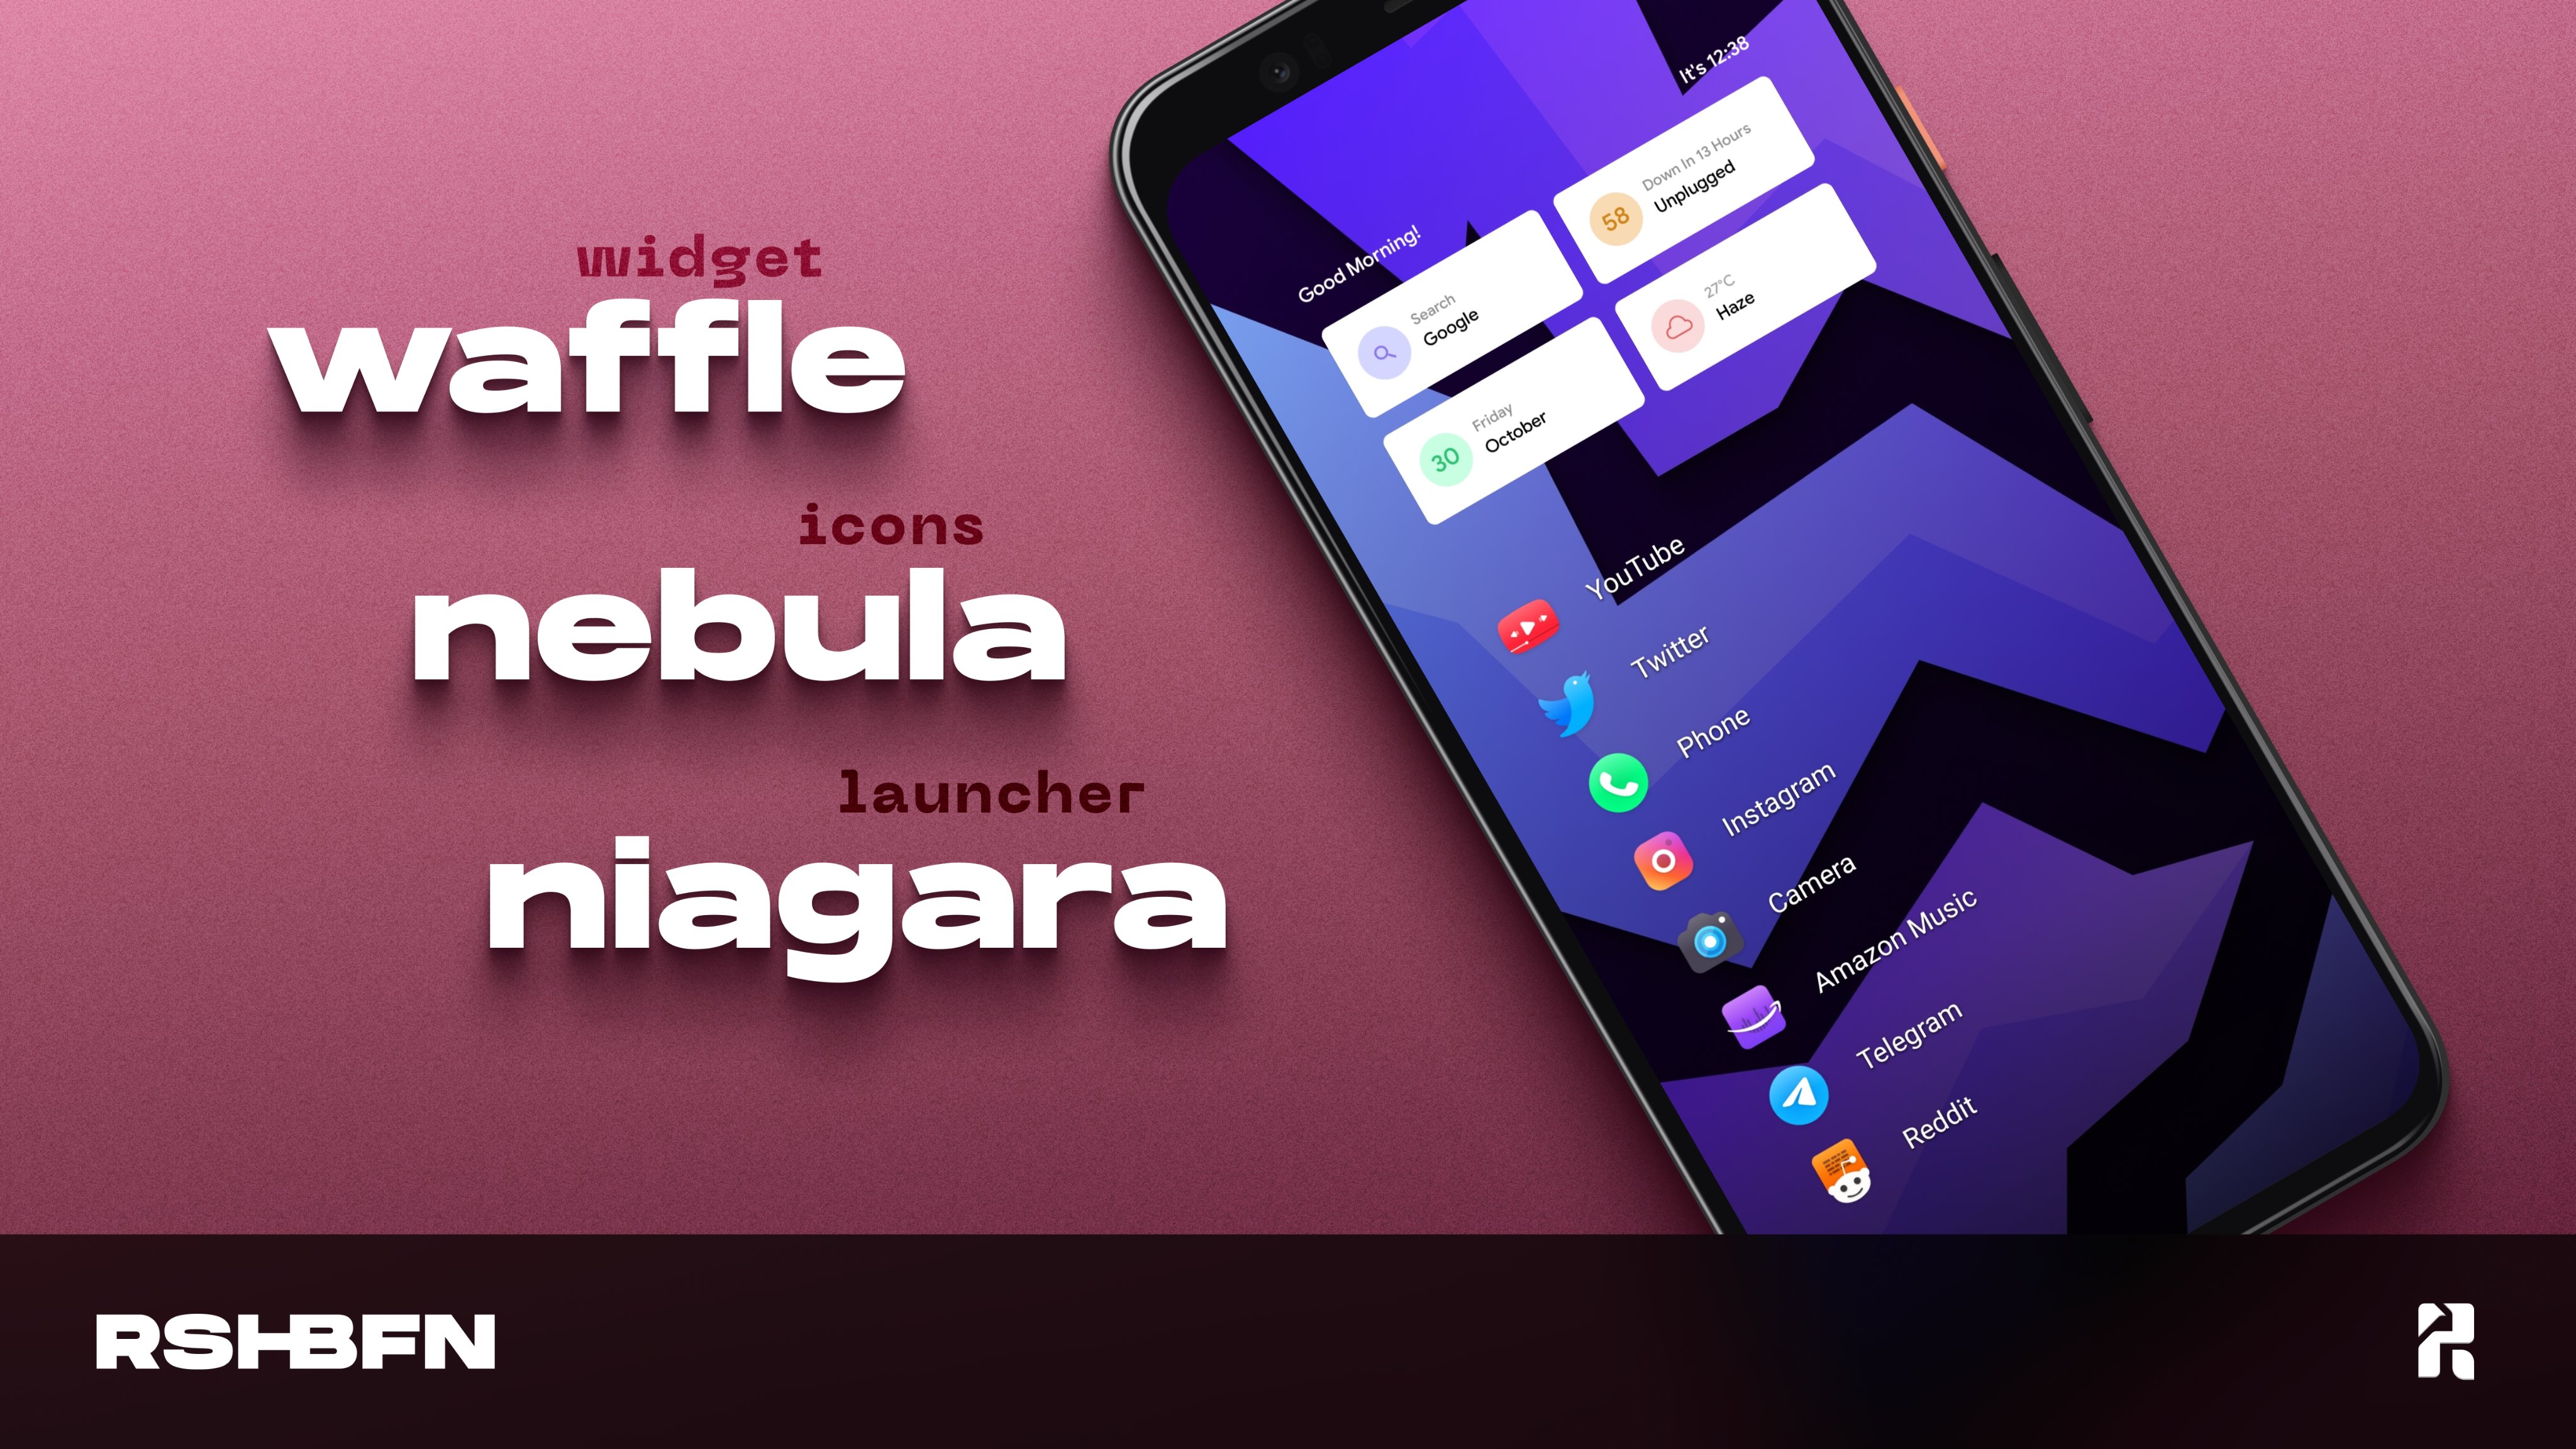 widget
waffle
icons
nebula
launcher
niagara
It's 12:38
Good Morning!
Search
Google
Down In 13 Hours
58
Unplugged
Friday
30
October
27°C
Haze
YouTube
Twitter
Phone
Instagram
Camera
Amazon Music
Telegram
Reddit
RSHBFN